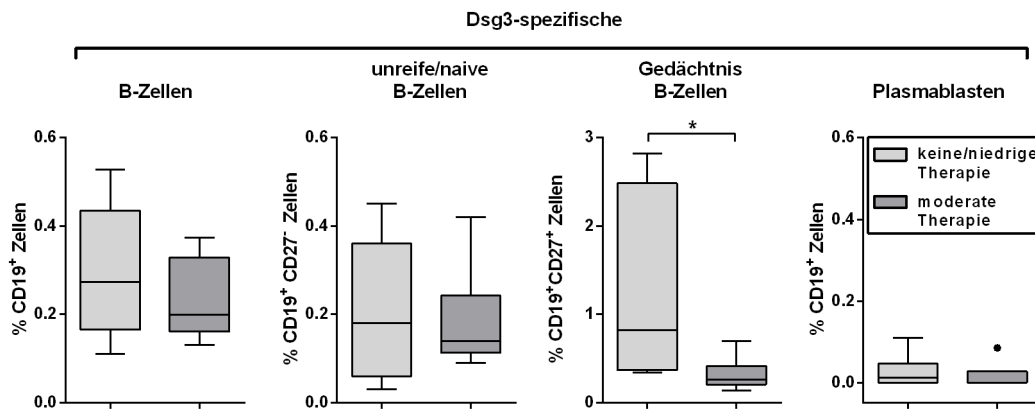 Dsg3-spezifische
B-Zellen
unreife/naive
B-Zellen
Gedächtnis
B-Zellen
Plasmablasten
% CD19⁺ Zellen
0.6
0.4
0.2
0.0
% CD19⁺ CD27⁻ Zellen
0.6
0.4
0.2
0.0
% CD19⁺CD27⁺ Zellen
3
2
1
0
*
% CD19⁺ Zellen
0.6
0.4
0.2
0.0
keine/niedrige
Therapie
moderate
Therapie